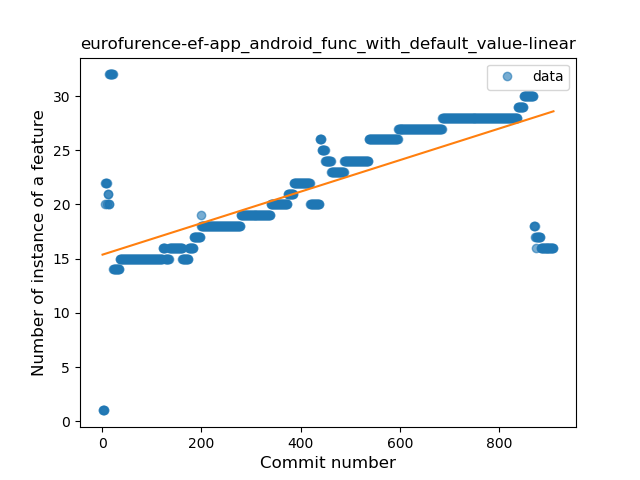 eurofurence-ef-app_android_func_with_default_value-linear
data
Number of instance of a feature
30
25
20
15
10
5
0
0 200 400 600 800
Commit number